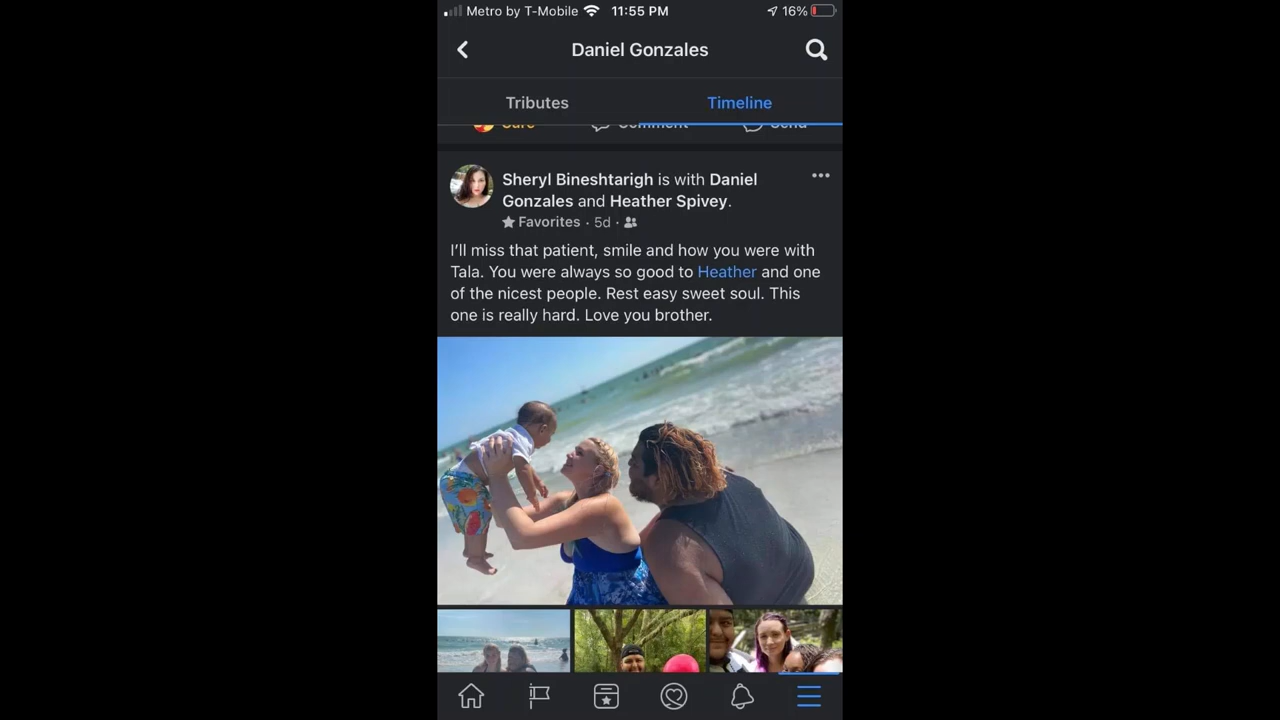 Metro by T-Mobile 11:55 PM 16%
Daniel Gonzales
Tributes Timeline
Care Comment Send
Sheryl Bineshtarigh is with Daniel
Gonzales and Heather Spivey.
Favorites · 5d ·
I'll miss that patient, smile and how you were with
Tala. You were always so good to Heather and one
of the nicest people. Rest easy sweet soul. This
one is really hard. Love you brother.